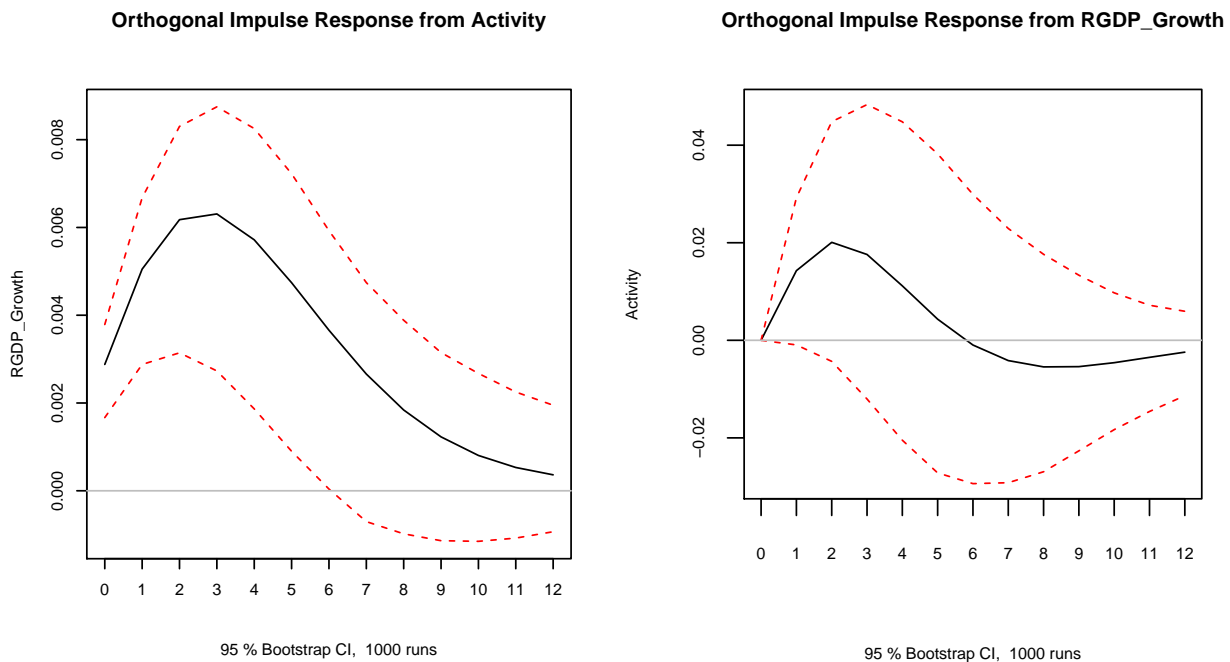 Orthogonal Impulse Response from Activity
RGDP_Growth
0.008
0.006
0.004
0.002
0.000
0 1 2 3 4 5 6 7 8 9 10 11 12
95 % Bootstrap CI,  1000 runs
Orthogonal Impulse Response from RGDP_Growth
Activity
0.04
0.02
0.00
−0.02
0 1 2 3 4 5 6 7 8 9 10 11 12
95 % Bootstrap CI,  1000 runs